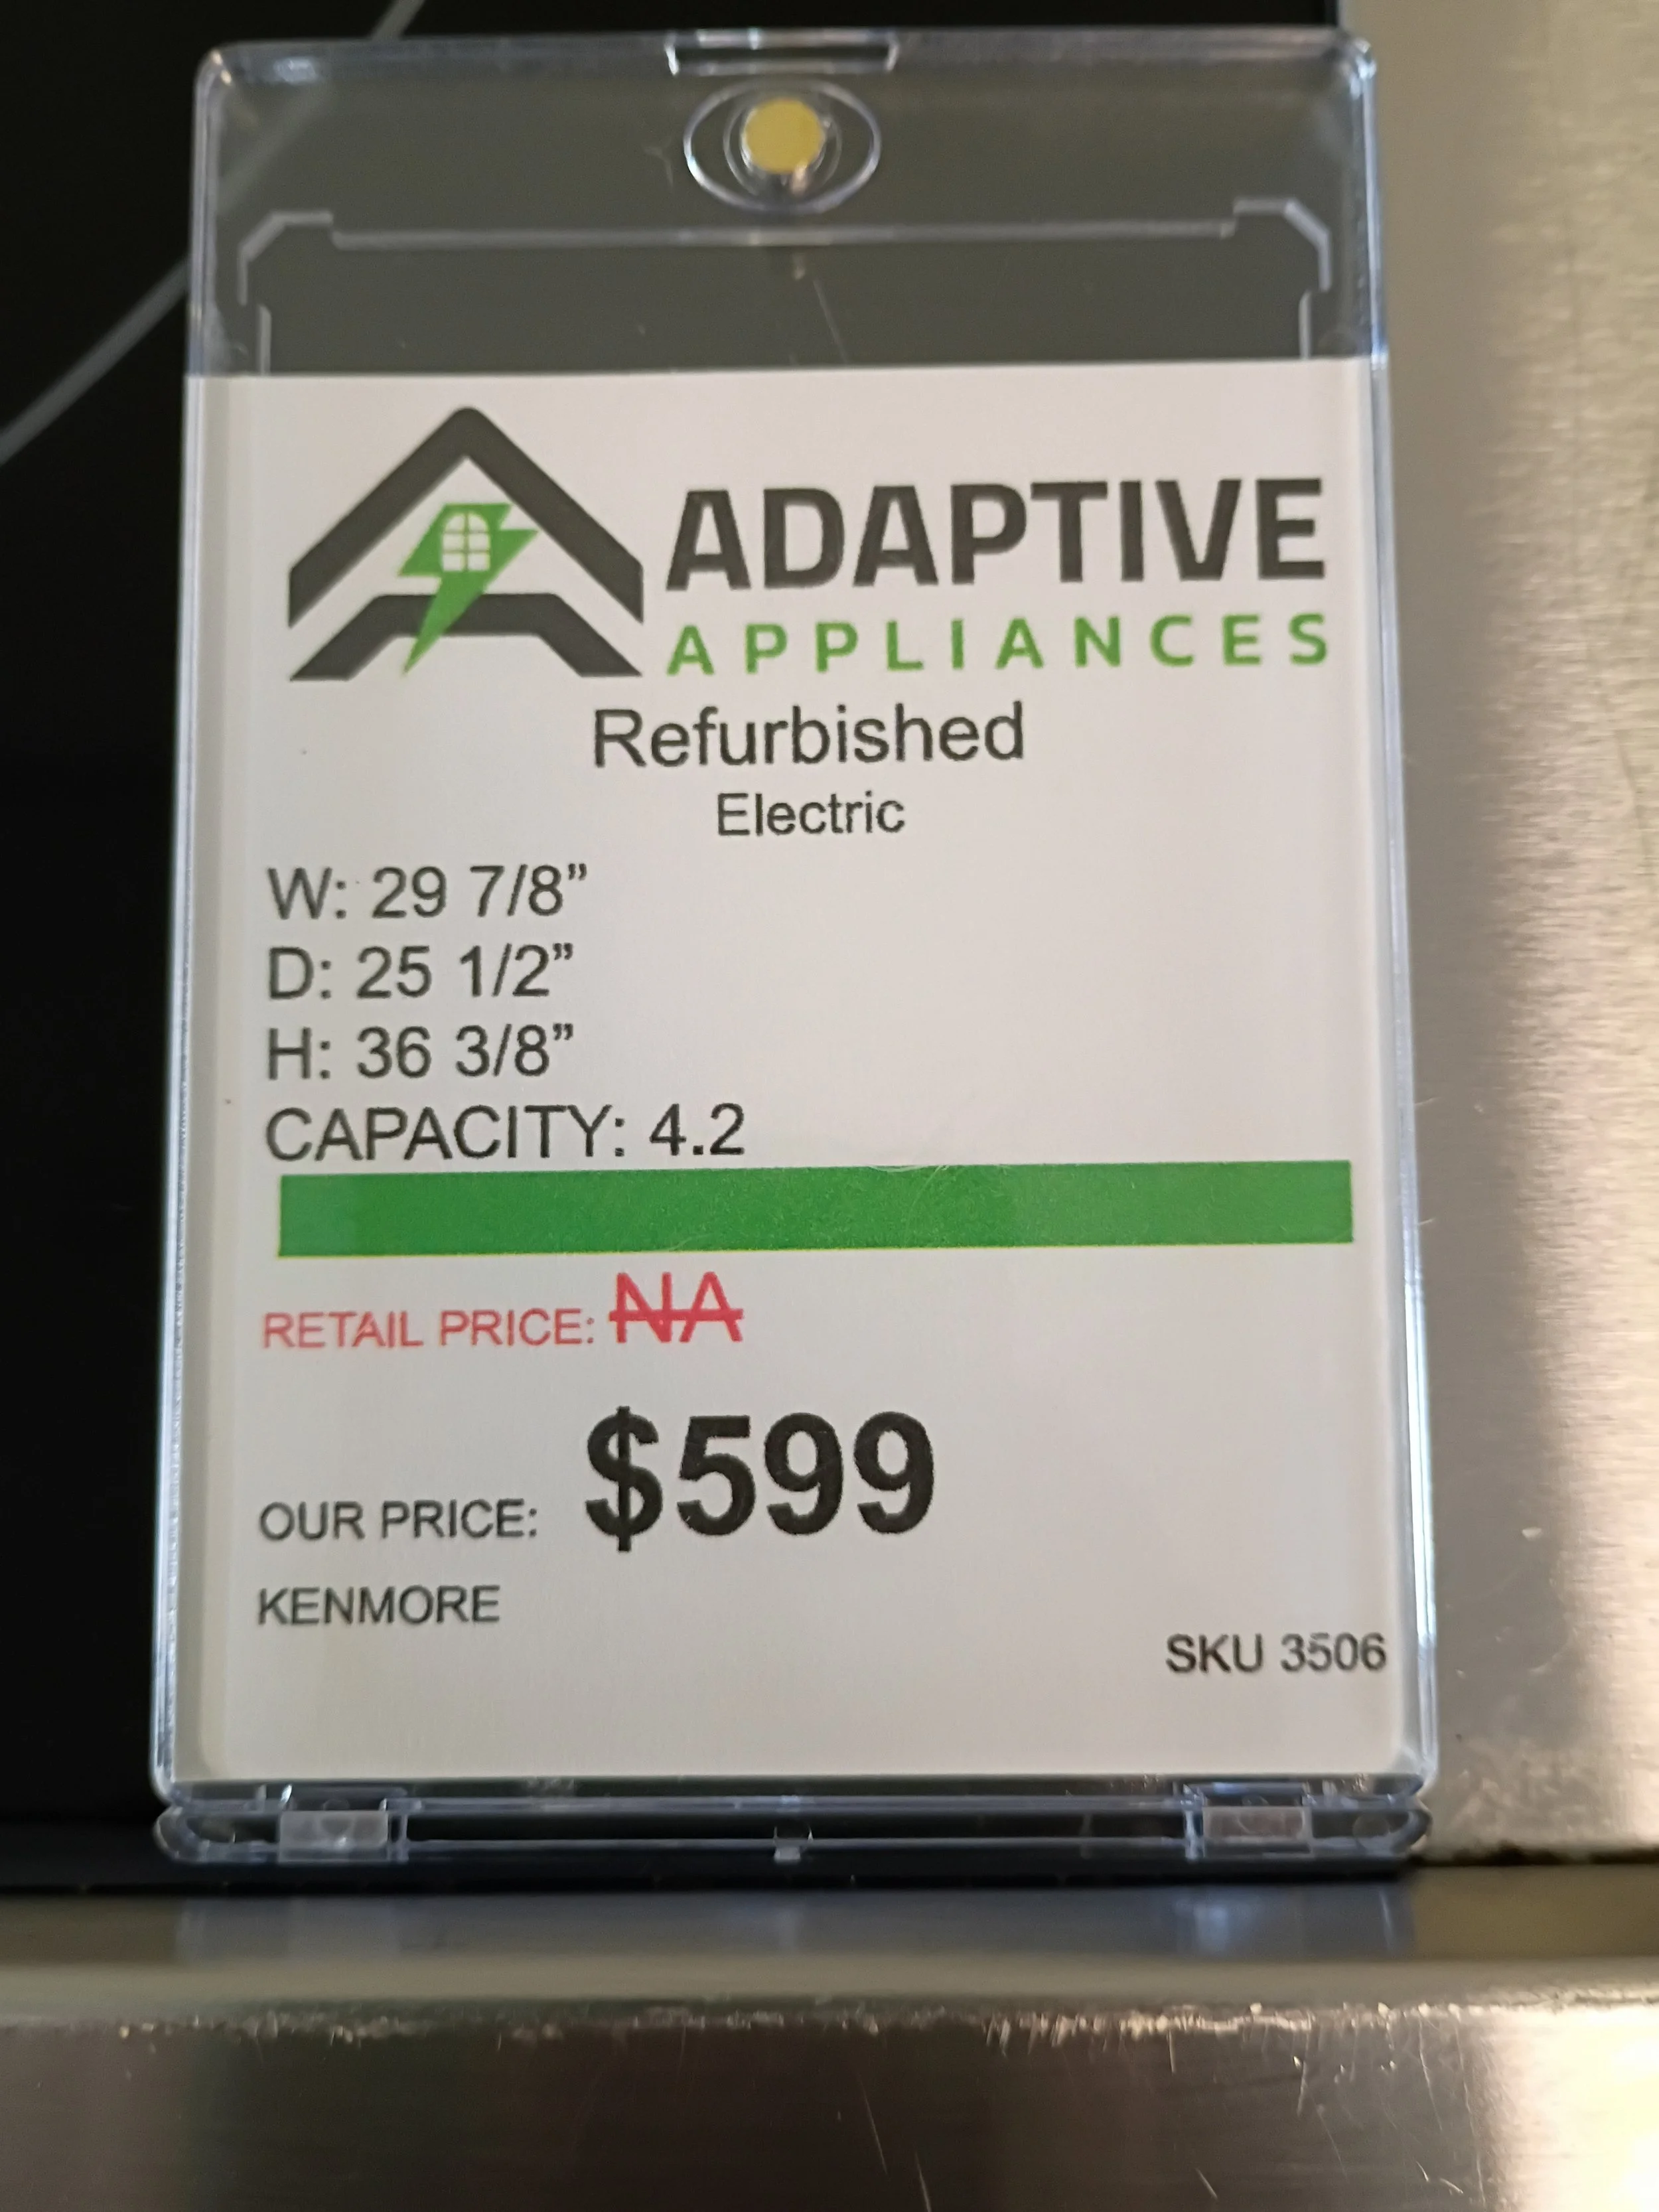 ADAPTIVE
APPLIANCES
Refurbished
Electric
W: 29 7/8”
D: 25 1/2”
H: 36 3/8”
CAPACITY: 4.2
RETAIL PRICE: NA
OUR PRICE: $599
KENMORE
SKU 3506